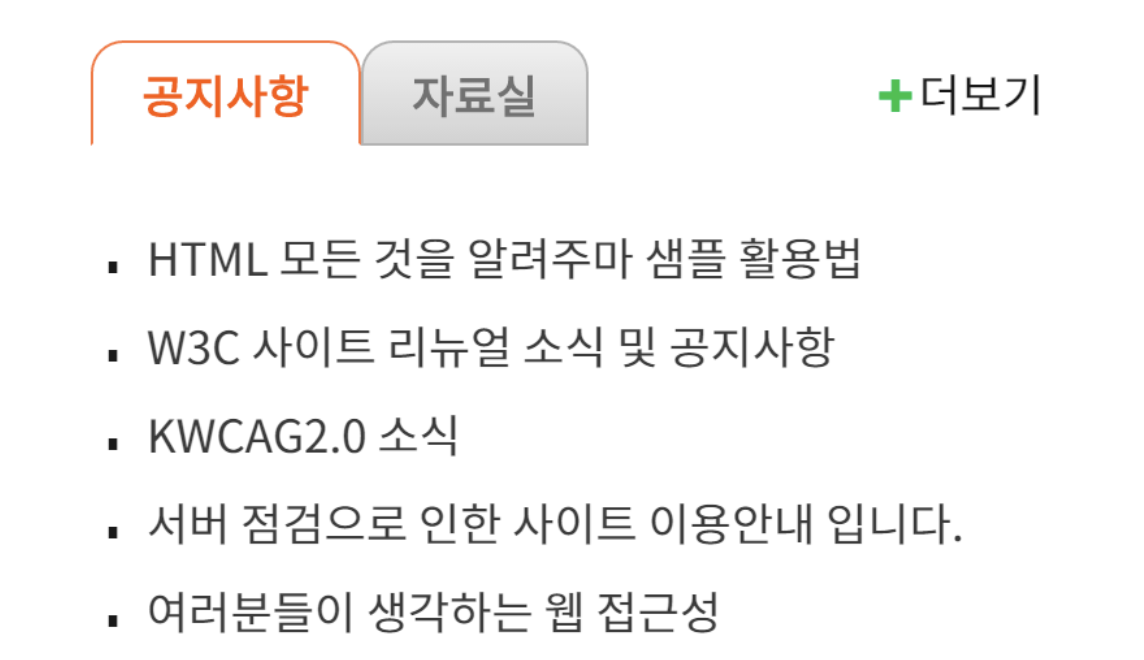 공지사항 자료실 더보기
HTML 모든 것을 알려주마 샘플 활용법
W3C 사이트 리뉴얼 소식 및 공지사항
KWCAG2.0 소식
서버 점검으로 인한 사이트 이용안내 입니다.
여러분들이 생각하는 웹 접근성